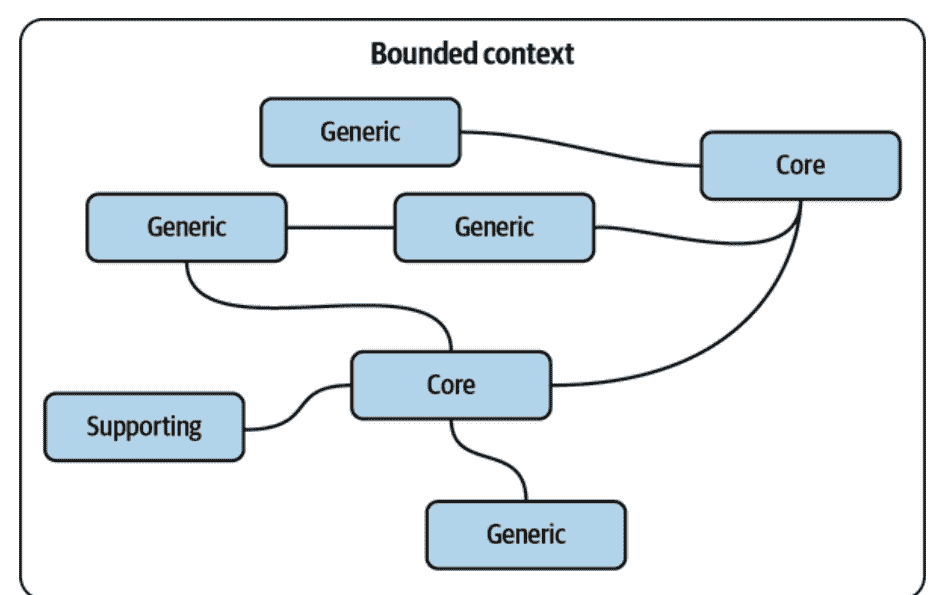 Bounded context
Generic
Core
Generic
Generic
Core
Supporting
Generic